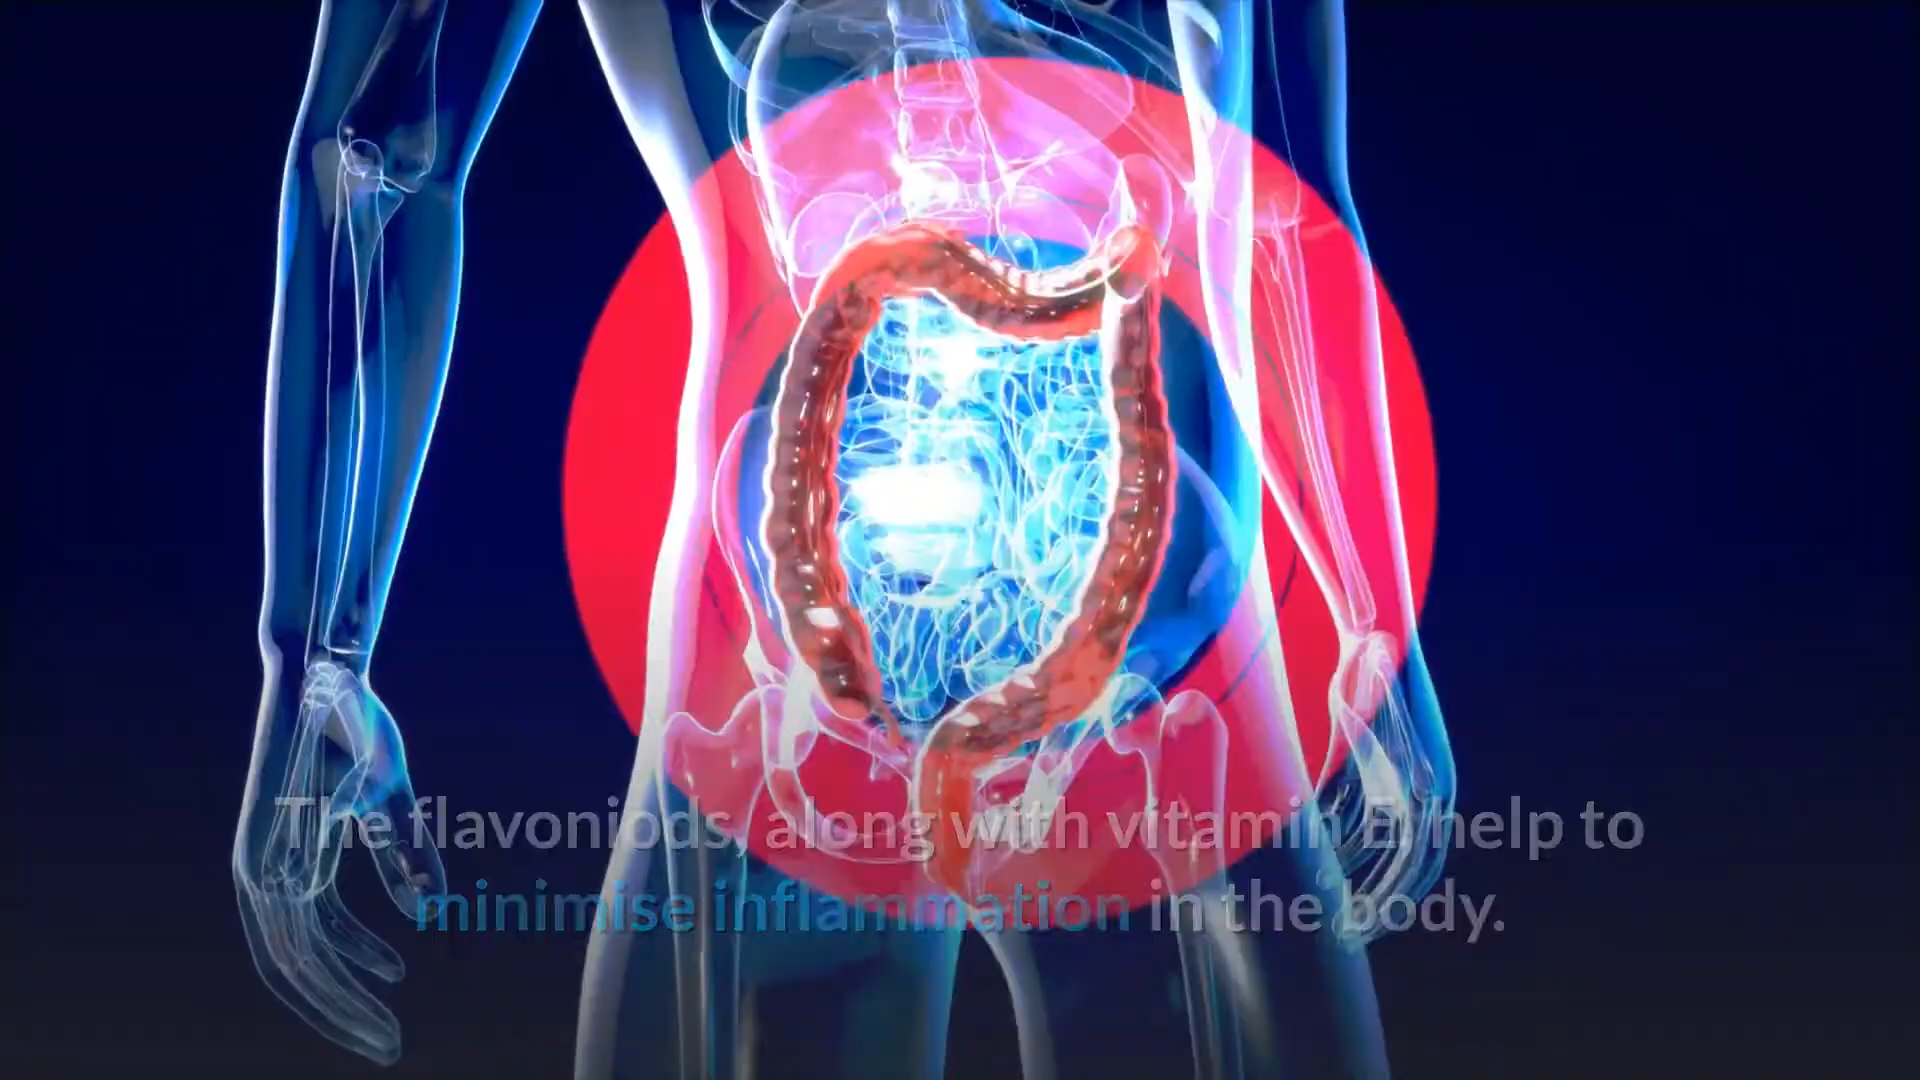 The flavoniods, along with vitamin E, help to
minimise inflammation in the body.